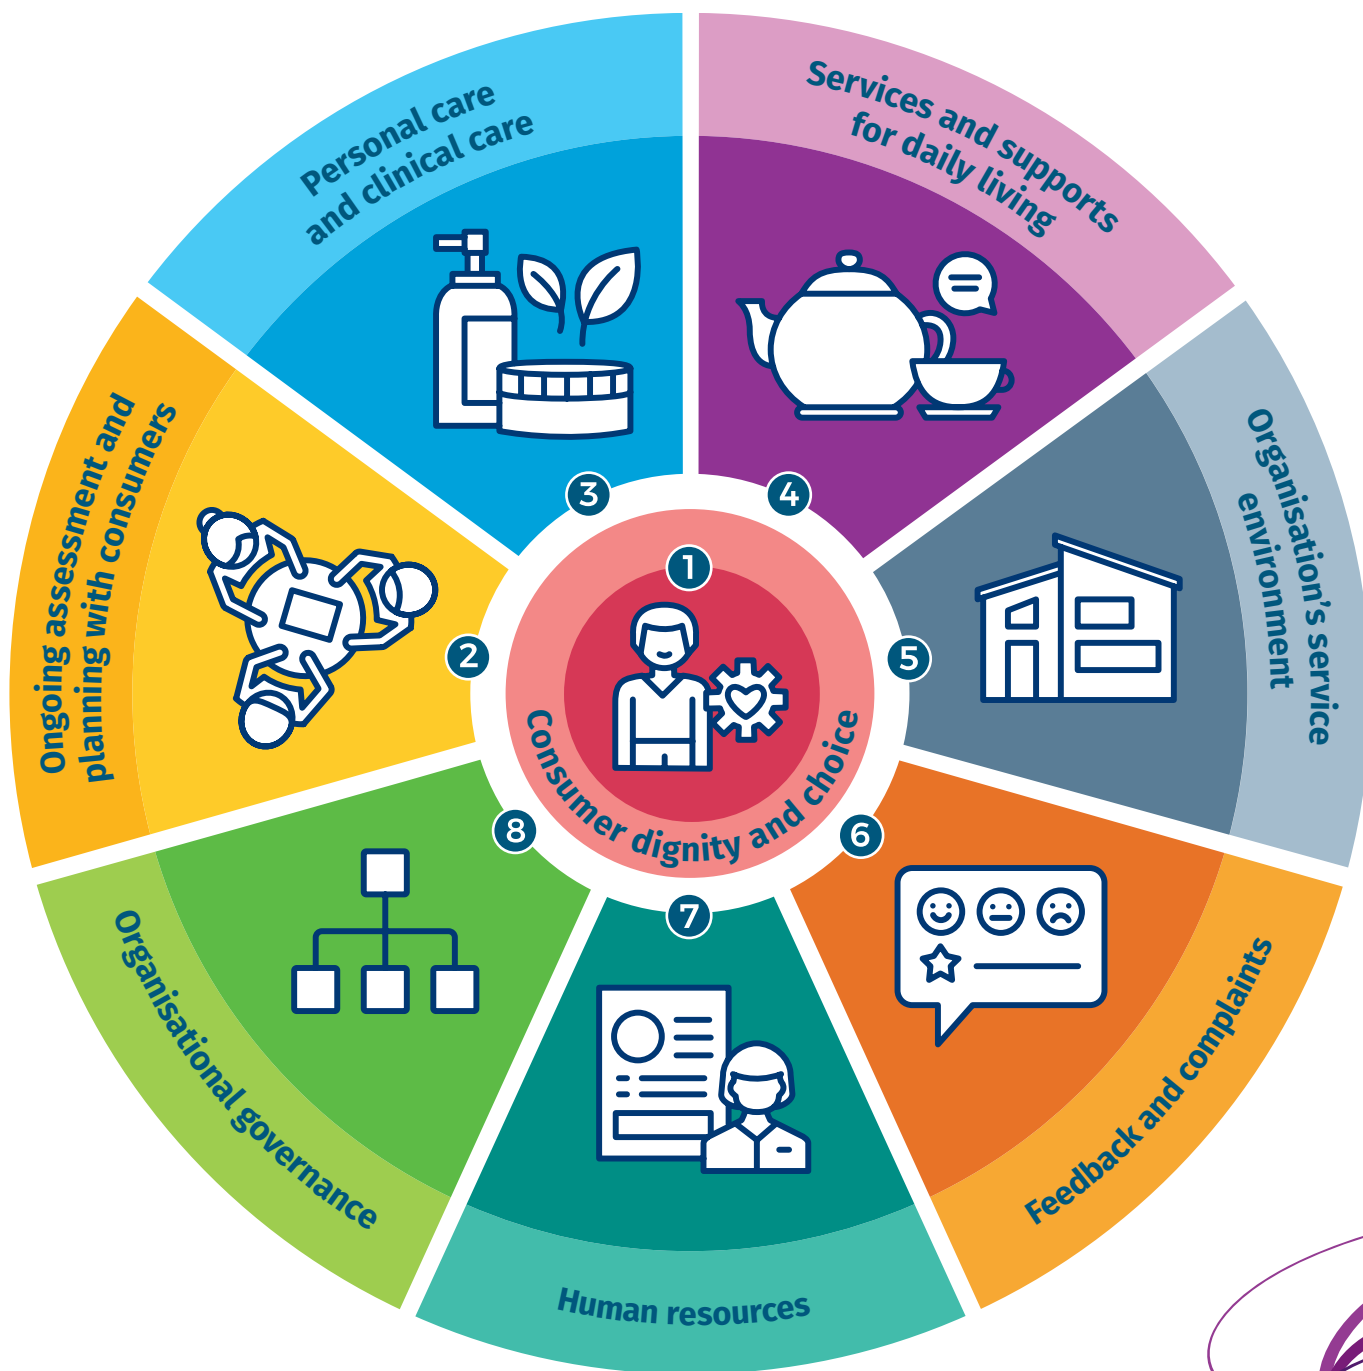 1
Consumer dignity and choice
2
Ongoing assessment and
planning with consumers
3
Personal care
and clinical care
4
Services and supports
for daily living
5
Organisation's service
environment
6
Feedback and complaints
7
Human resources
8
Organisational governance